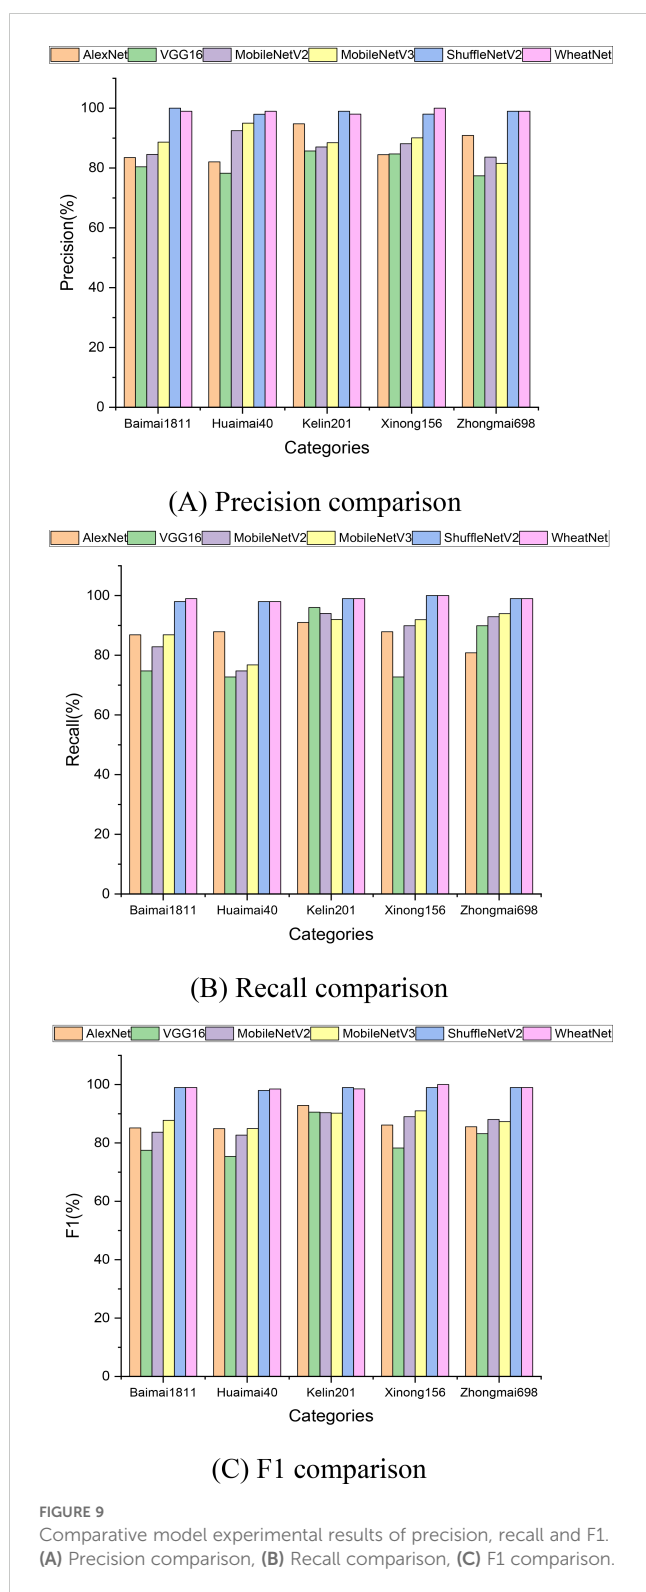 AlexNet VGG16 MobileNetV2 MobileNetV3 ShuffleNetV2 WheatNet
100
80
60
40
20
0
Precision(%)
Baimai1811 Huaimai40 Kelin201 Xinong156 Zhongmai698
Categories
(A) Precision comparison
AlexNet VGG16 MobileNetV2 MobileNetV3 ShuffleNetV2 WheatNet
100
80
60
40
20
0
Recall(%)
Baimai1811 Huaimai40 Kelin201 Xinong156 Zhongmai698
Categories
(B) Recall comparison
AlexNet VGG16 MobileNetV2 MobileNetV3 ShuffleNetV2 WheatNet
100
80
60
40
20
0
F1(%)
Baimai1811 Huaimai40 Kelin201 Xinong156 Zhongmai698
Categories
(C) F1 comparison
FIGURE 9
Comparative model experimental results of precision, recall and F1.
(A) Precision comparison, (B) Recall comparison, (C) F1 comparison.